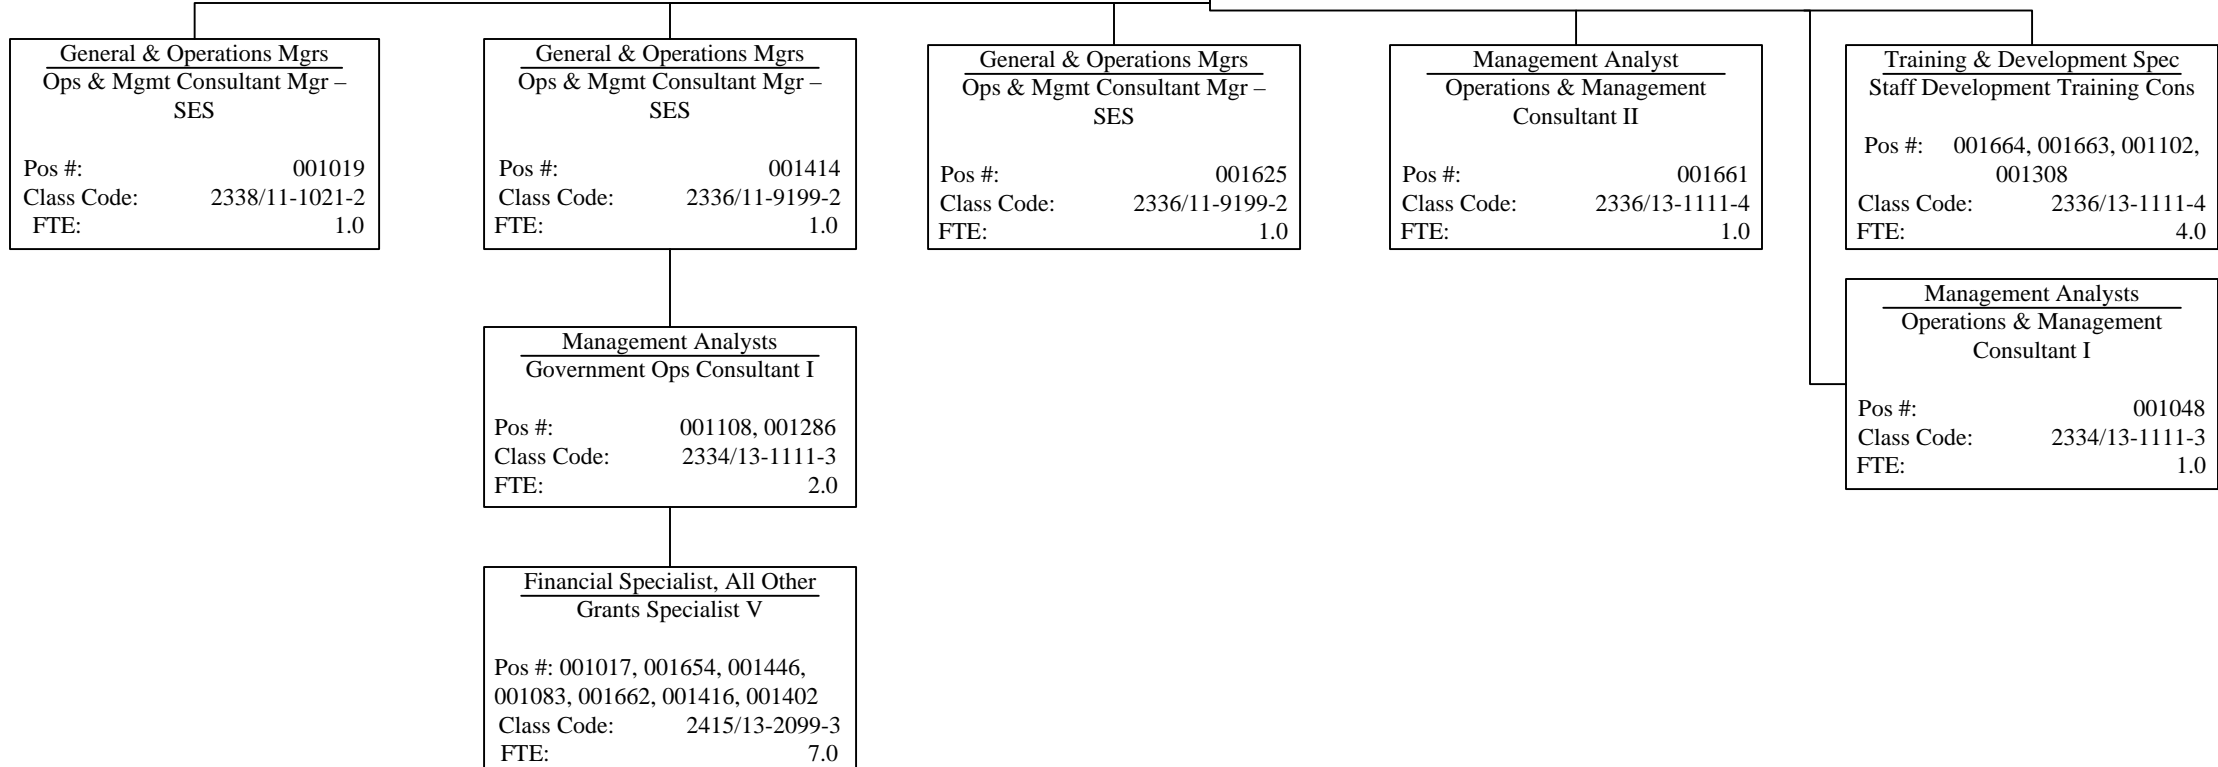 General & Operations Mgrs
Ops & Mgmt Consultant Mgr –
SES
Pos #: 001019
Class Code: 2338/11-1021-2
FTE: 1.0
General & Operations Mgrs
Ops & Mgmt Consultant Mgr –
SES
Pos #: 001414
Class Code: 2336/11-9199-2
FTE: 1.0
General & Operations Mgrs
Ops & Mgmt Consultant Mgr –
SES
Pos #: 001625
Class Code: 2336/11-9199-2
FTE: 1.0
Management Analyst
Operations & Management
Consultant II
Pos #: 001661
Class Code: 2336/13-1111-4
FTE: 1.0
Training & Development Spec
Staff Development Training Cons
Pos #: 001664, 001663, 001102,
001308
Class Code: 2336/13-1111-4
FTE: 4.0
Management Analysts
Government Ops Consultant I
Pos #: 001108, 001286
Class Code: 2334/13-1111-3
FTE: 2.0
Management Analysts
Operations & Management
Consultant I
Pos #: 001048
Class Code: 2334/13-1111-3
FTE: 1.0
Financial Specialist, All Other
Grants Specialist V
Pos #: 001017, 001654, 001446,
001083, 001662, 001416, 001402
Class Code: 2415/13-2099-3
FTE: 7.0